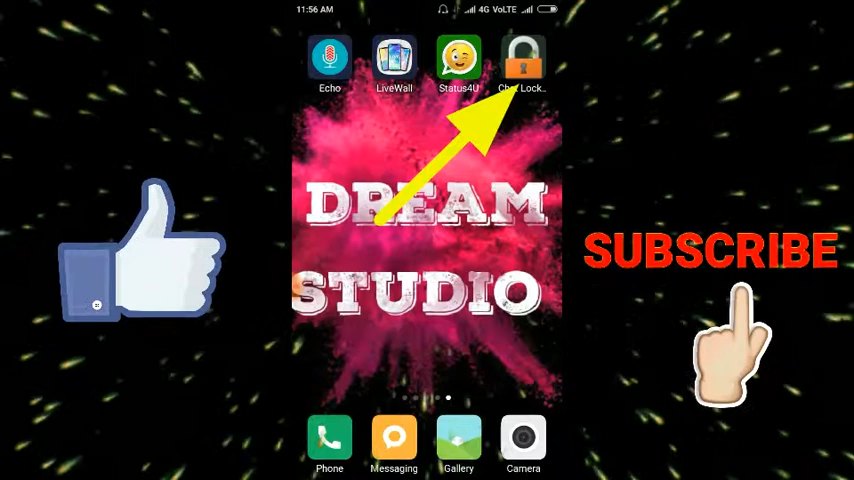 11:56 AM 4G VoLTE
Echo LiveWall Status4U
DREAM
SUBSCRIBE
STUDIO
Phone Messaging Gallery Camera